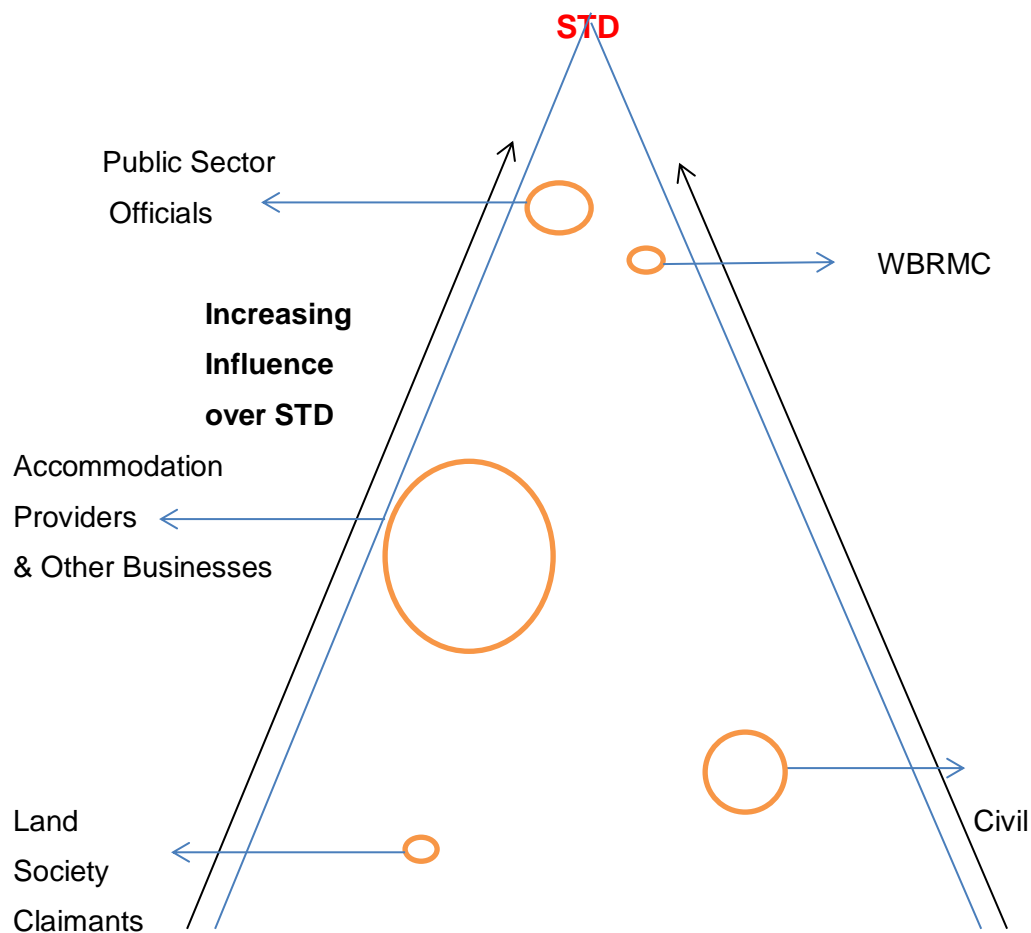 STD
Public Sector
Officials
WBRMC
Increasing
Influence
over STD
Accommodation
Providers
& Other Businesses
Land
Civil
Society
Claimants